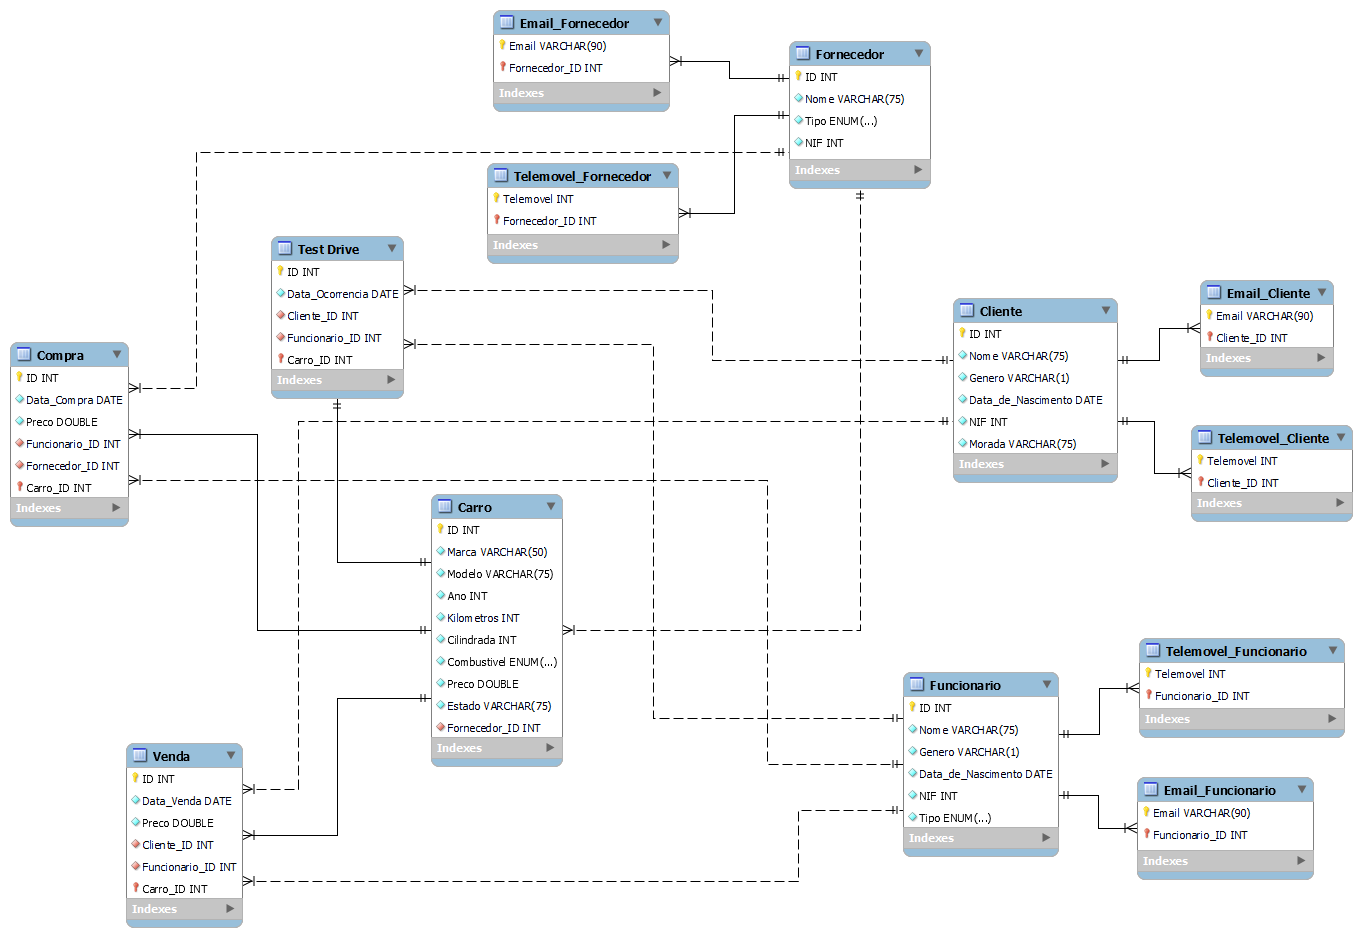 Email_Fornecedor
Email VARCHAR(90)
Fornecedor_ID INT
Indexes
Fornecedor
ID INT
Nome VARCHAR(75)
Tipo ENUM(...)
NIF INT
Indexes
Telemovel_Fornecedor
Telemovel INT
Fornecedor_ID INT
Indexes
Test Drive
ID INT
Data_Ocorrencia DATE
Cliente_ID INT
Funcionario_ID INT
Carro_ID INT
Indexes
Cliente
ID INT
Nome VARCHAR(75)
Genero VARCHAR(1)
Data_de_Nascimento DATE
NIF INT
Morada VARCHAR(75)
Indexes
Email_Cliente
Email VARCHAR(90)
Cliente_ID INT
Indexes
Compra
ID INT
Data_Compra DATE
Preco DOUBLE
Funcionario_ID INT
Fornecedor_ID INT
Carro_ID INT
Indexes
Telemovel_Cliente
Telemovel INT
Cliente_ID INT
Indexes
Carro
ID INT
Marca VARCHAR(50)
Modelo VARCHAR(75)
Ano INT
Kilometros INT
Cilindrada INT
Combustivel ENUM(...)
Preco DOUBLE
Estado VARCHAR(75)
Fornecedor_ID INT
Indexes
Funcionario
ID INT
Nome VARCHAR(75)
Genero VARCHAR(1)
Data_de_Nascimento DATE
NIF INT
Tipo ENUM(...)
Indexes
Telemovel_Funcionario
Telemovel INT
Funcionario_ID INT
Indexes
Venda
ID INT
Data_Venda DATE
Preco DOUBLE
Cliente_ID INT
Funcionario_ID INT
Carro_ID INT
Indexes
Email_Funcionario
Email VARCHAR(90)
Funcionario_ID INT
Indexes